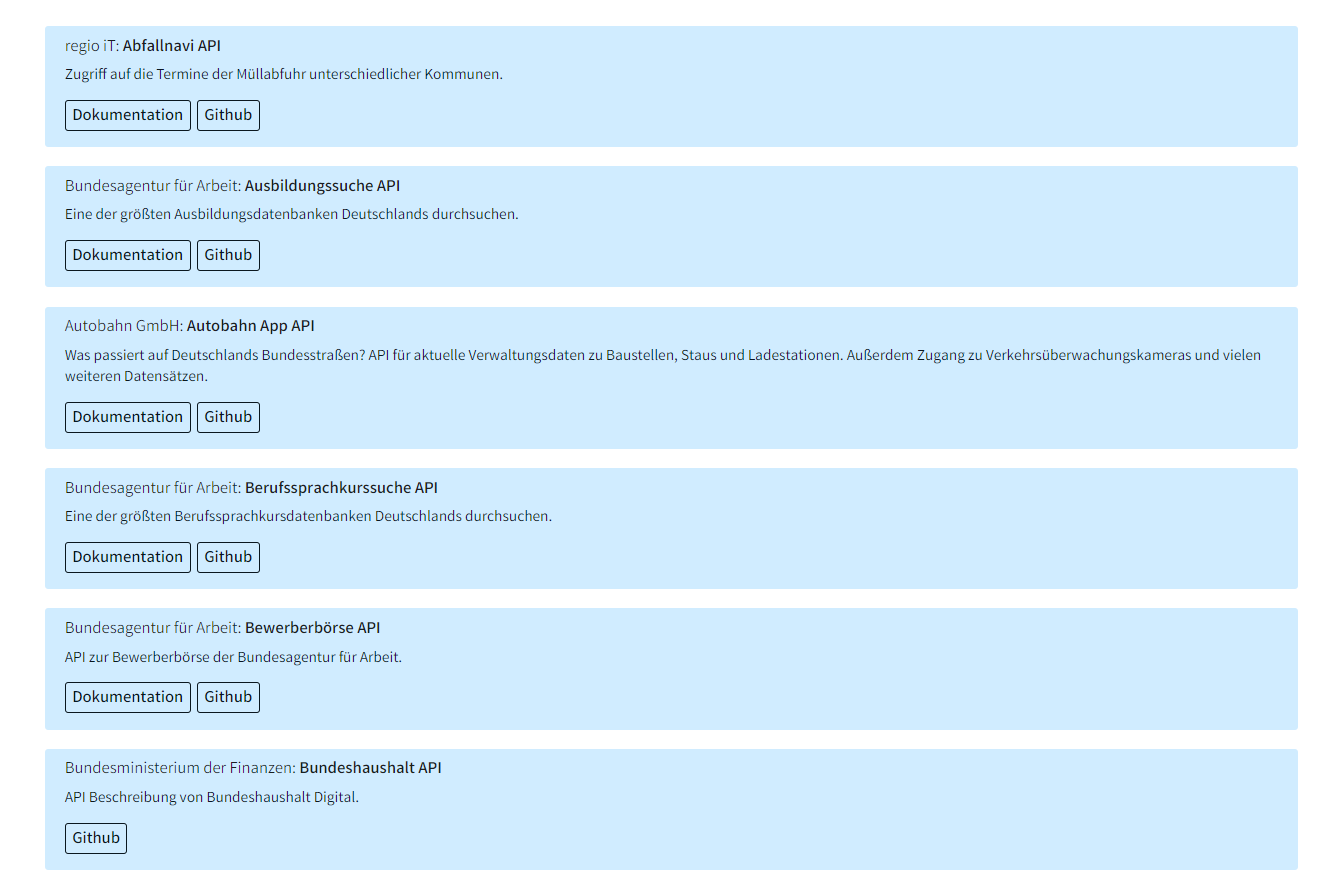 regio iT: Abfallnavi API
Zugriff auf die Termine der Müllabfuhr unterschiedlicher Kommunen.
Dokumentation Github
Bundesagentur für Arbeit: Ausbildungssuche API
Eine der größten Ausbildungsdatenbanken Deutschlands durchsuchen.
Dokumentation Github
Autobahn GmbH: Autobahn App API
Was passiert auf Deutschlands Bundesstraßen? API für aktuelle Verwaltungsdaten zu Baustellen, Staus und Ladestationen. Außerdem Zugang zu Verkehrsüberwachungskameras und vielen
weiteren Datensätzen.
Dokumentation Github
Bundesagentur für Arbeit: Berufssprachkurssuche API
Eine der größten Berufssprachkursdatenbanken Deutschlands durchsuchen.
Dokumentation Github
Bundesagentur für Arbeit: Bewerberbörse API
API zur Bewerberbörse der Bundesagentur für Arbeit.
Dokumentation Github
Bundesministerium der Finanzen: Bundeshaushalt API
API Beschreibung von Bundeshaushalt Digital.
Github